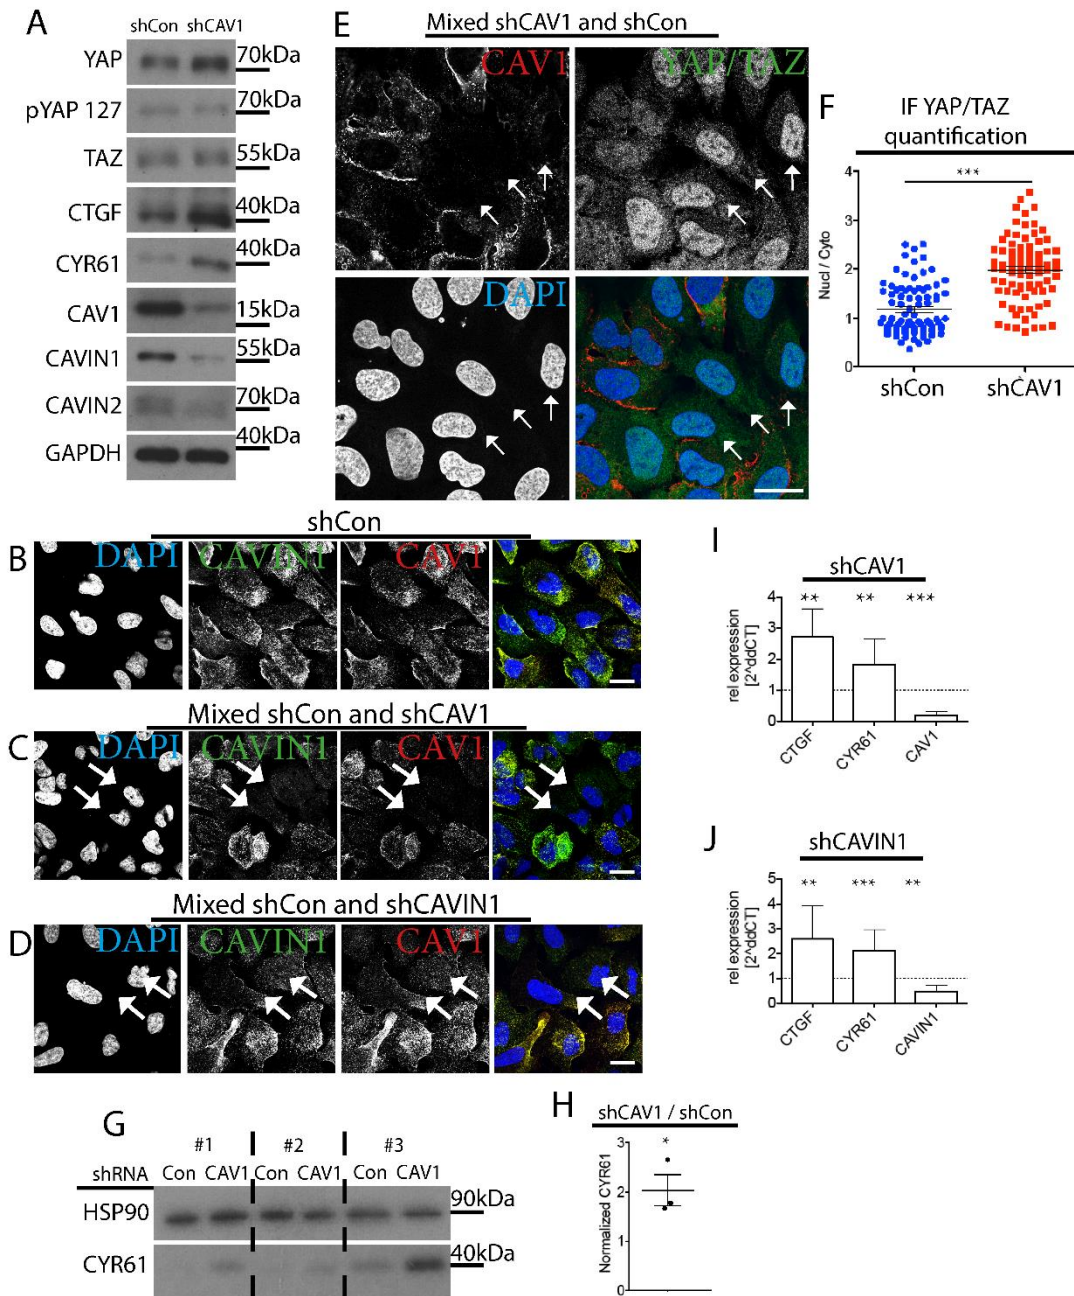 A
shCon shCAV1
YAP 70kDa
pYAP 127 70kDa
TAZ 55kDa
CTGF 40kDa
CYR61 40kDa
CAV1 15kDa
CAVIN1 55kDa
CAVIN2 70kDa
GAPDH 40kDa
E
Mixed shCAV1 and shCon
CAV1 YAP/TAZ
DAPI
F
IF YAP/TAZ
quantification
***
4
3
2
1
0
Nucl / Cyto
shCon shCAV1
shCon
B
DAPI CAVIN1 CAV1
Mixed shCon and shCAV1
C
DAPI CAVIN1 CAV1
Mixed shCon and shCAVIN1
D
DAPI CAVIN1 CAV1
G
#1 #2 #3
shRNA Con CAV1 Con CAV1 Con CAV1
HSP90 90kDa
CYR61 40kDa
H
shCAV1 / shCon
*
3
2
1
0
Normalized CYR61
I
shCAV1
** ** ***
4
3
2
1
0
rel expression
[2^ddCT]
CTGF CYR61 CAV1
J
shCAVIN1
** *** **
5
4
3
2
1
0
rel expression
[2^ddCT]
CTGF CYR61 CAVIN1